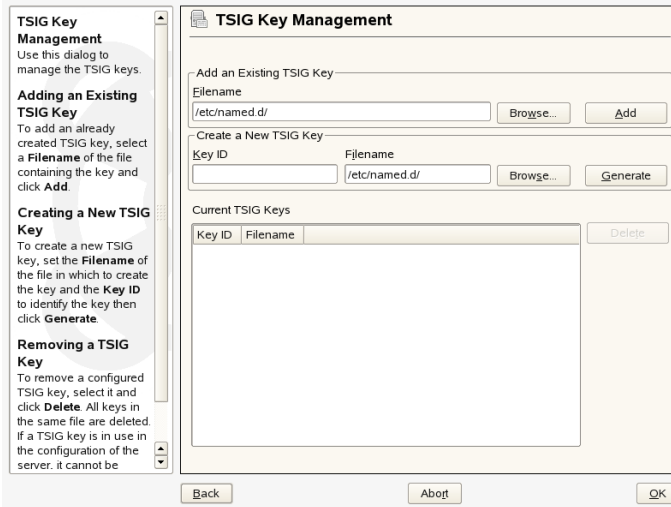 TSIG Key
Management
Use this dialog to
manage the TSIG keys.
Adding an Existing
TSIG Key
To add an already
created TSIG key, select
a Filename of the file
containing the key and
click Add.
Creating a New TSIG
Key
To create a new TSIG
key, set the Filename of
the file in which to create
the key and the Key ID
to identify the key then
click Generate.
Removing a TSIG
Key
To remove a configured
TSIG key, select it and
click Delete. All keys in
the same file are deleted.
If a TSIG key is in use in
the configuration of the
server, it cannot be
TSIG Key Management
Add an Existing TSIG Key
Filename
/etc/named.d/ Browse... Add
Create a New TSIG Key
Key ID Filename
/etc/named.d/ Browse... Generate
Current TSIG Keys
Key ID Filename
Delete
Back Abort OK